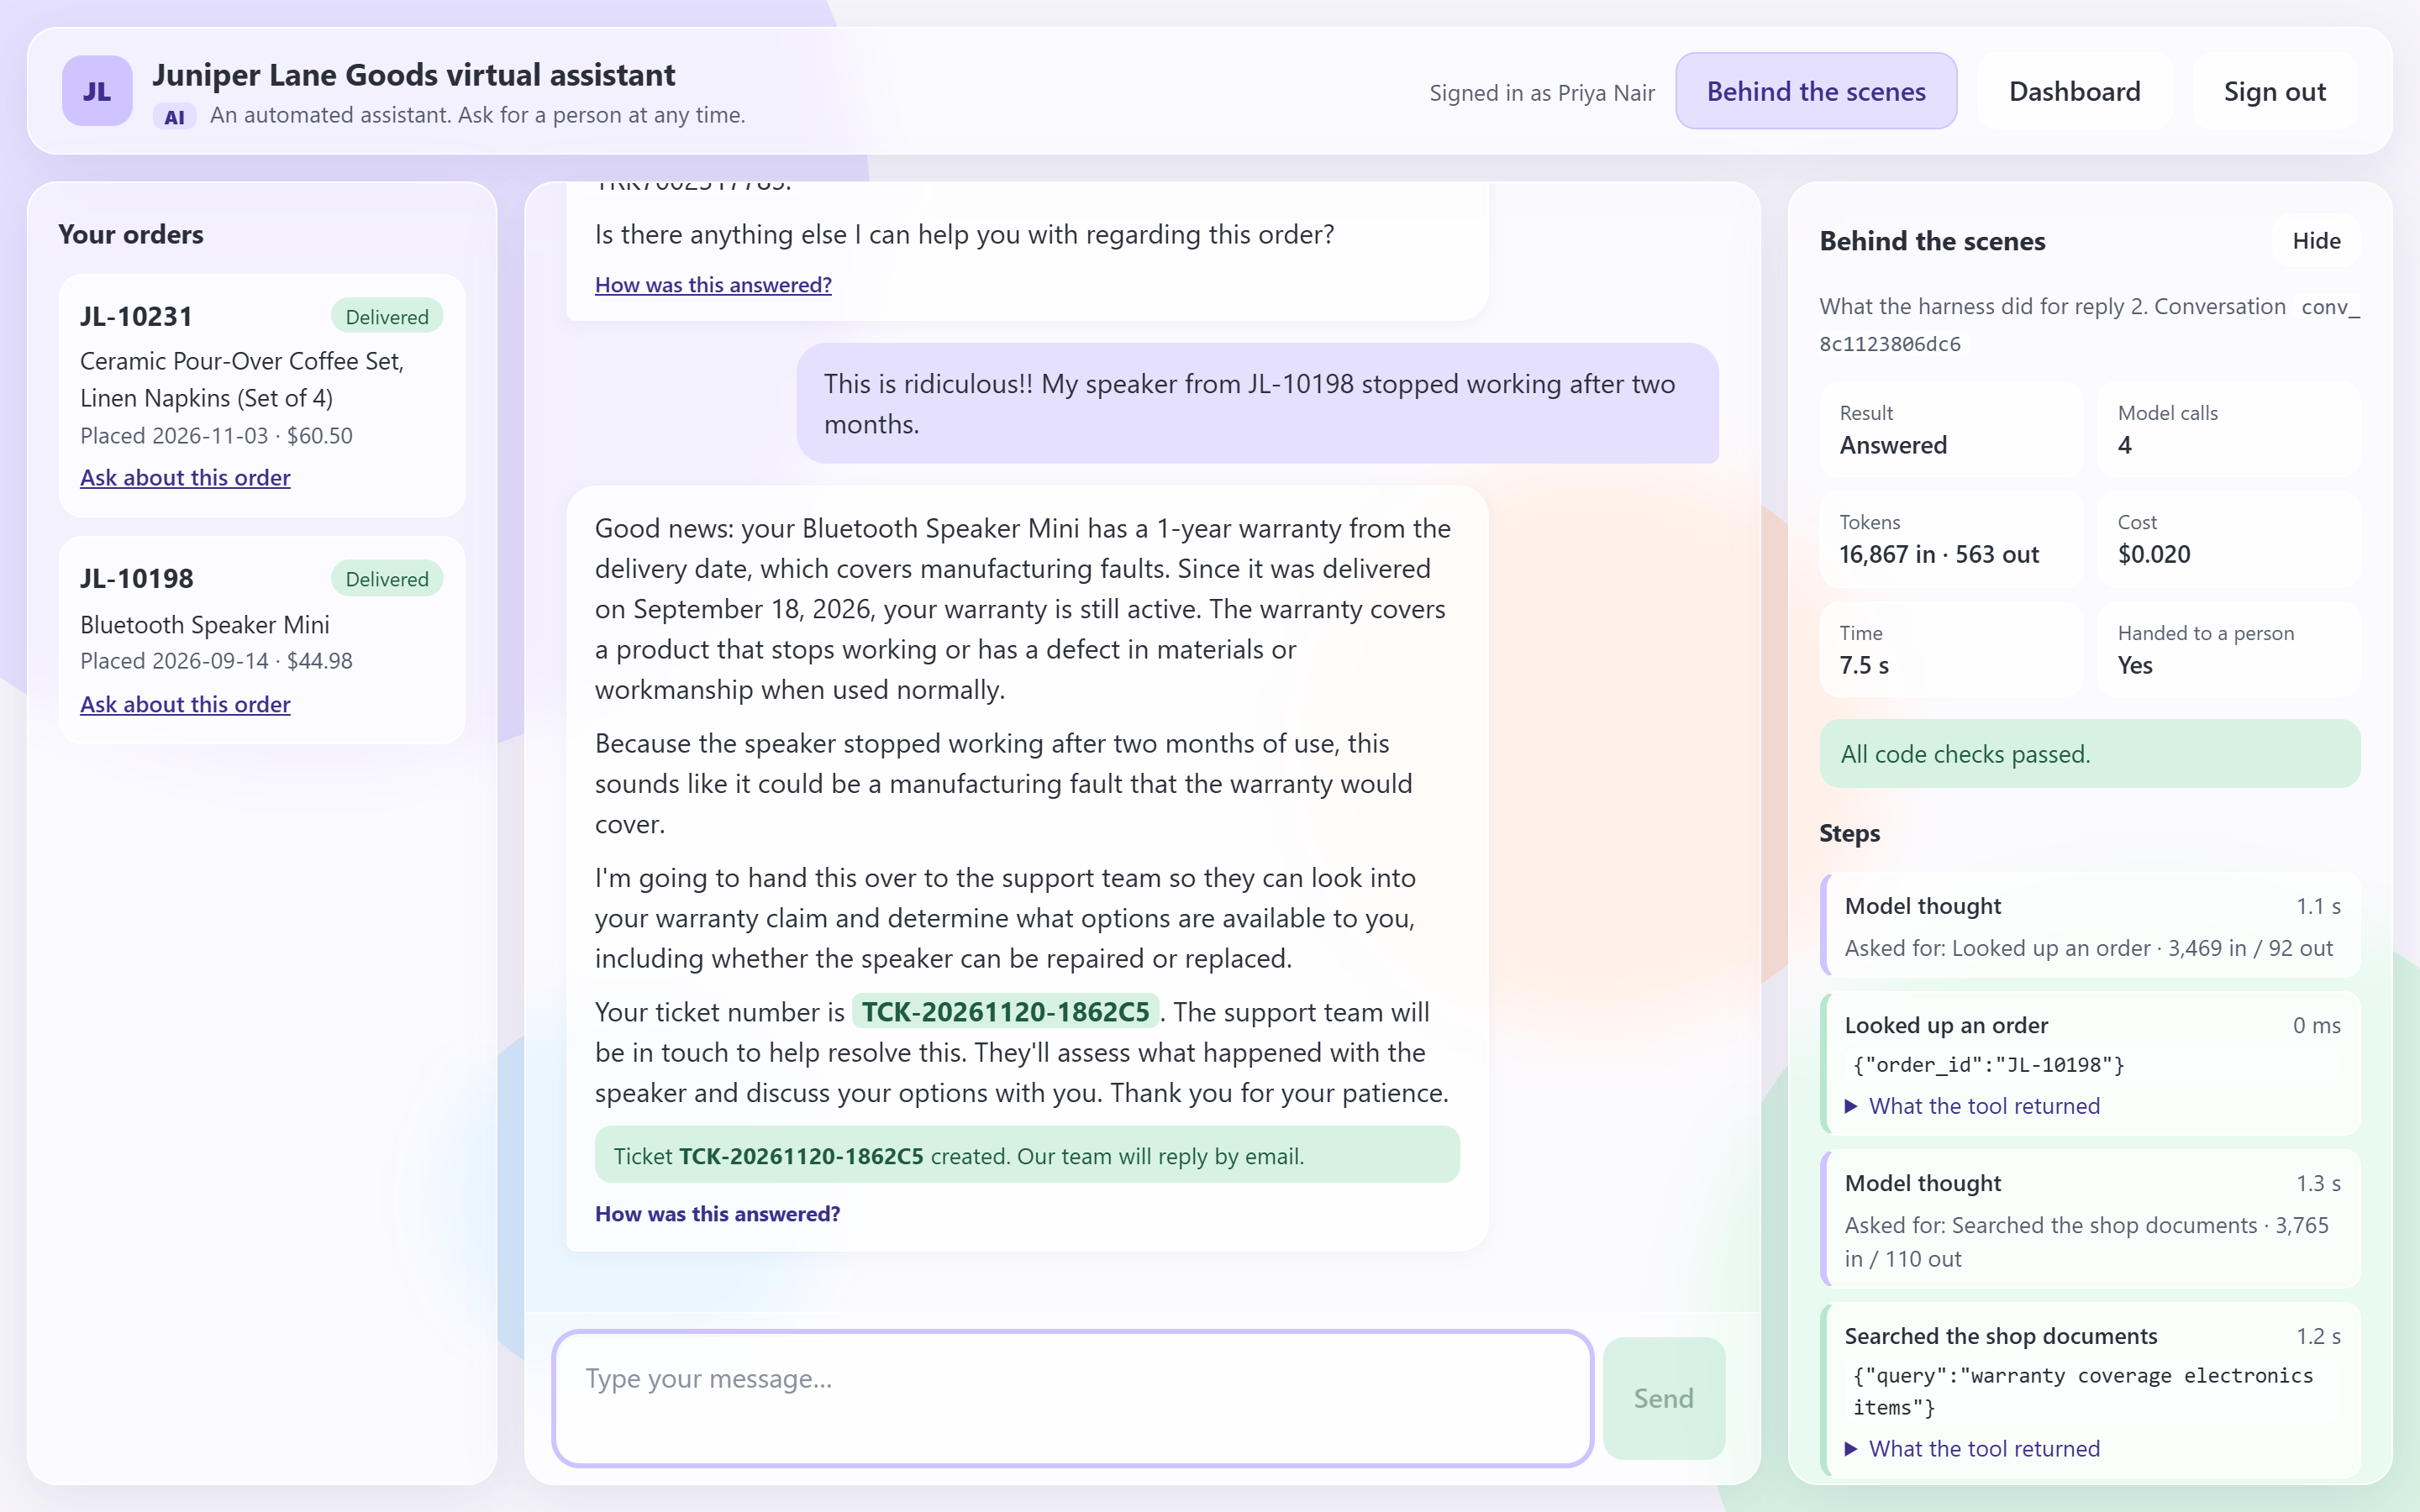 JL
Juniper Lane Goods virtual assistant
AI An automated assistant. Ask for a person at any time.
Signed in as Priya Nair
Behind the scenes
Dashboard
Sign out
Your orders
JL-10231
Delivered
Ceramic Pour-Over Coffee Set,
Linen Napkins (Set of 4)
Placed 2026-11-03 · $60.50
Ask about this order
JL-10198
Delivered
Bluetooth Speaker Mini
Placed 2026-09-14 · $44.98
Ask about this order
Is there anything else I can help you with regarding this order?
How was this answered?
This is ridiculous!! My speaker from JL-10198 stopped working after two
months.
Good news: your Bluetooth Speaker Mini has a 1-year warranty from the
delivery date, which covers manufacturing faults. Since it was delivered
on September 18, 2026, your warranty is still active. The warranty covers
a product that stops working or has a defect in materials or
workmanship when used normally.
Because the speaker stopped working after two months of use, this
sounds like it could be a manufacturing fault that the warranty would
cover.
I'm going to hand this over to the support team so they can look into
your warranty claim and determine what options are available to you,
including whether the speaker can be repaired or replaced.
Your ticket number is TCK-20261120-1862C5. The support team will
be in touch to help resolve this. They'll assess what happened with the
speaker and discuss your options with you. Thank you for your patience.
Ticket TCK-20261120-1862C5 created. Our team will reply by email.
How was this answered?
Type your message...
Send
Behind the scenes
Hide
What the harness did for reply 2. Conversation conv_
8c1123806dc6
Result
Answered
Model calls
4
Tokens
16,867 in · 563 out
Cost
$0.020
Time
7.5 s
Handed to a person
Yes
All code checks passed.
Steps
Model thought
1.1 s
Asked for: Looked up an order · 3,469 in / 92 out
Looked up an order
0 ms
{"order_id":"JL-10198"}
▶ What the tool returned
Model thought
1.3 s
Asked for: Searched the shop documents · 3,765
in / 110 out
Searched the shop documents
1.2 s
{"query":"warranty coverage electronics
items"}
▶ What the tool returned